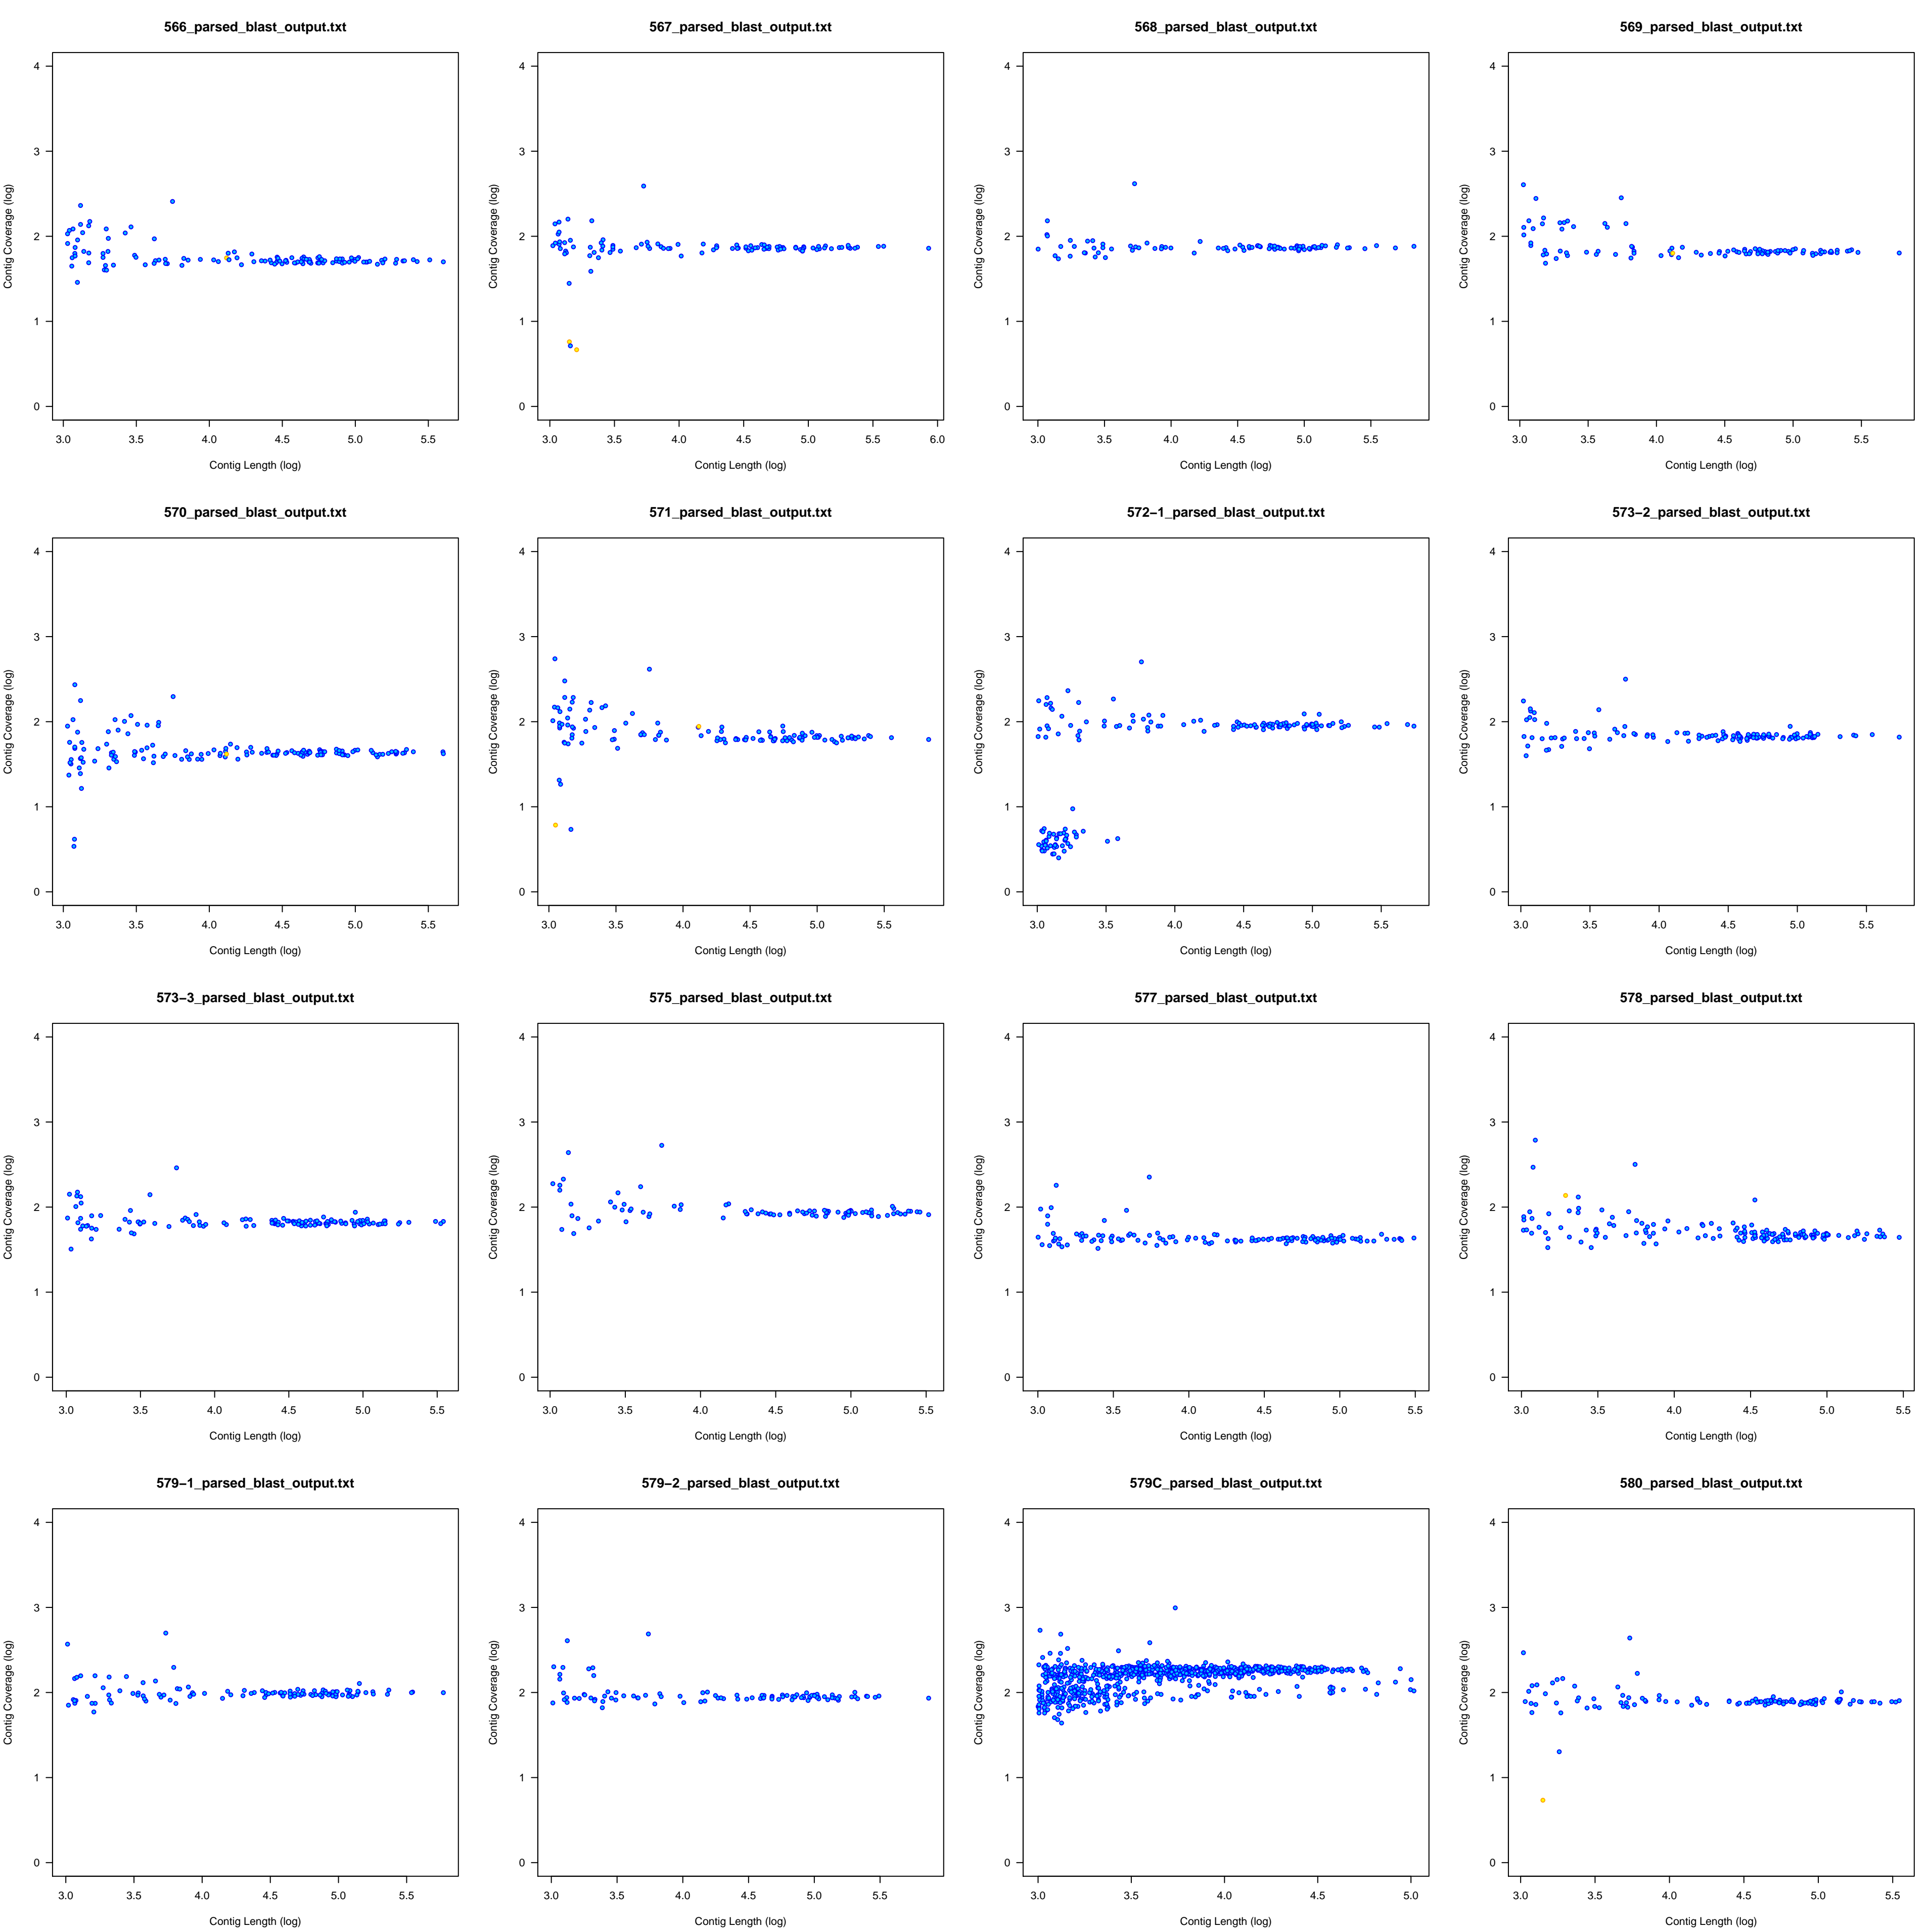 566_parsed_blast_output.txt
567_parsed_blast_output.txt
568_parsed_blast_output.txt
569_parsed_blast_output.txt
Contig Coverage (log)
4
3
2
1
0
3.0 3.5 4.0 4.5 5.0 5.5
Contig Length (log)
Contig Coverage (log)
4
3
2
1
0
3.0 3.5 4.0 4.5 5.0 5.5 6.0
Contig Length (log)
Contig Coverage (log)
4
3
2
1
0
3.0 3.5 4.0 4.5 5.0 5.5
Contig Length (log)
Contig Coverage (log)
4
3
2
1
0
3.0 3.5 4.0 4.5 5.0 5.5
Contig Length (log)
570_parsed_blast_output.txt
571_parsed_blast_output.txt
572−1_parsed_blast_output.txt
573−2_parsed_blast_output.txt
Contig Coverage (log)
4
3
2
1
0
3.0 3.5 4.0 4.5 5.0 5.5
Contig Length (log)
Contig Coverage (log)
4
3
2
1
0
3.0 3.5 4.0 4.5 5.0 5.5
Contig Length (log)
Contig Coverage (log)
4
3
2
1
0
3.0 3.5 4.0 4.5 5.0 5.5
Contig Length (log)
Contig Coverage (log)
4
3
2
1
0
3.0 3.5 4.0 4.5 5.0 5.5
Contig Length (log)
573−3_parsed_blast_output.txt
575_parsed_blast_output.txt
577_parsed_blast_output.txt
578_parsed_blast_output.txt
Contig Coverage (log)
4
3
2
1
0
3.0 3.5 4.0 4.5 5.0 5.5
Contig Length (log)
Contig Coverage (log)
4
3
2
1
0
3.0 3.5 4.0 4.5 5.0 5.5
Contig Length (log)
Contig Coverage (log)
4
3
2
1
0
3.0 3.5 4.0 4.5 5.0 5.5
Contig Length (log)
Contig Coverage (log)
4
3
2
1
0
3.0 3.5 4.0 4.5 5.0 5.5
Contig Length (log)
579−1_parsed_blast_output.txt
579−2_parsed_blast_output.txt
579C_parsed_blast_output.txt
580_parsed_blast_output.txt
Contig Coverage (log)
4
3
2
1
0
3.0 3.5 4.0 4.5 5.0 5.5
Contig Length (log)
Contig Coverage (log)
4
3
2
1
0
3.0 3.5 4.0 4.5 5.0 5.5
Contig Length (log)
Contig Coverage (log)
4
3
2
1
0
3.0 3.5 4.0 4.5 5.0
Contig Length (log)
Contig Coverage (log)
4
3
2
1
0
3.0 3.5 4.0 4.5 5.0 5.5
Contig Length (log)